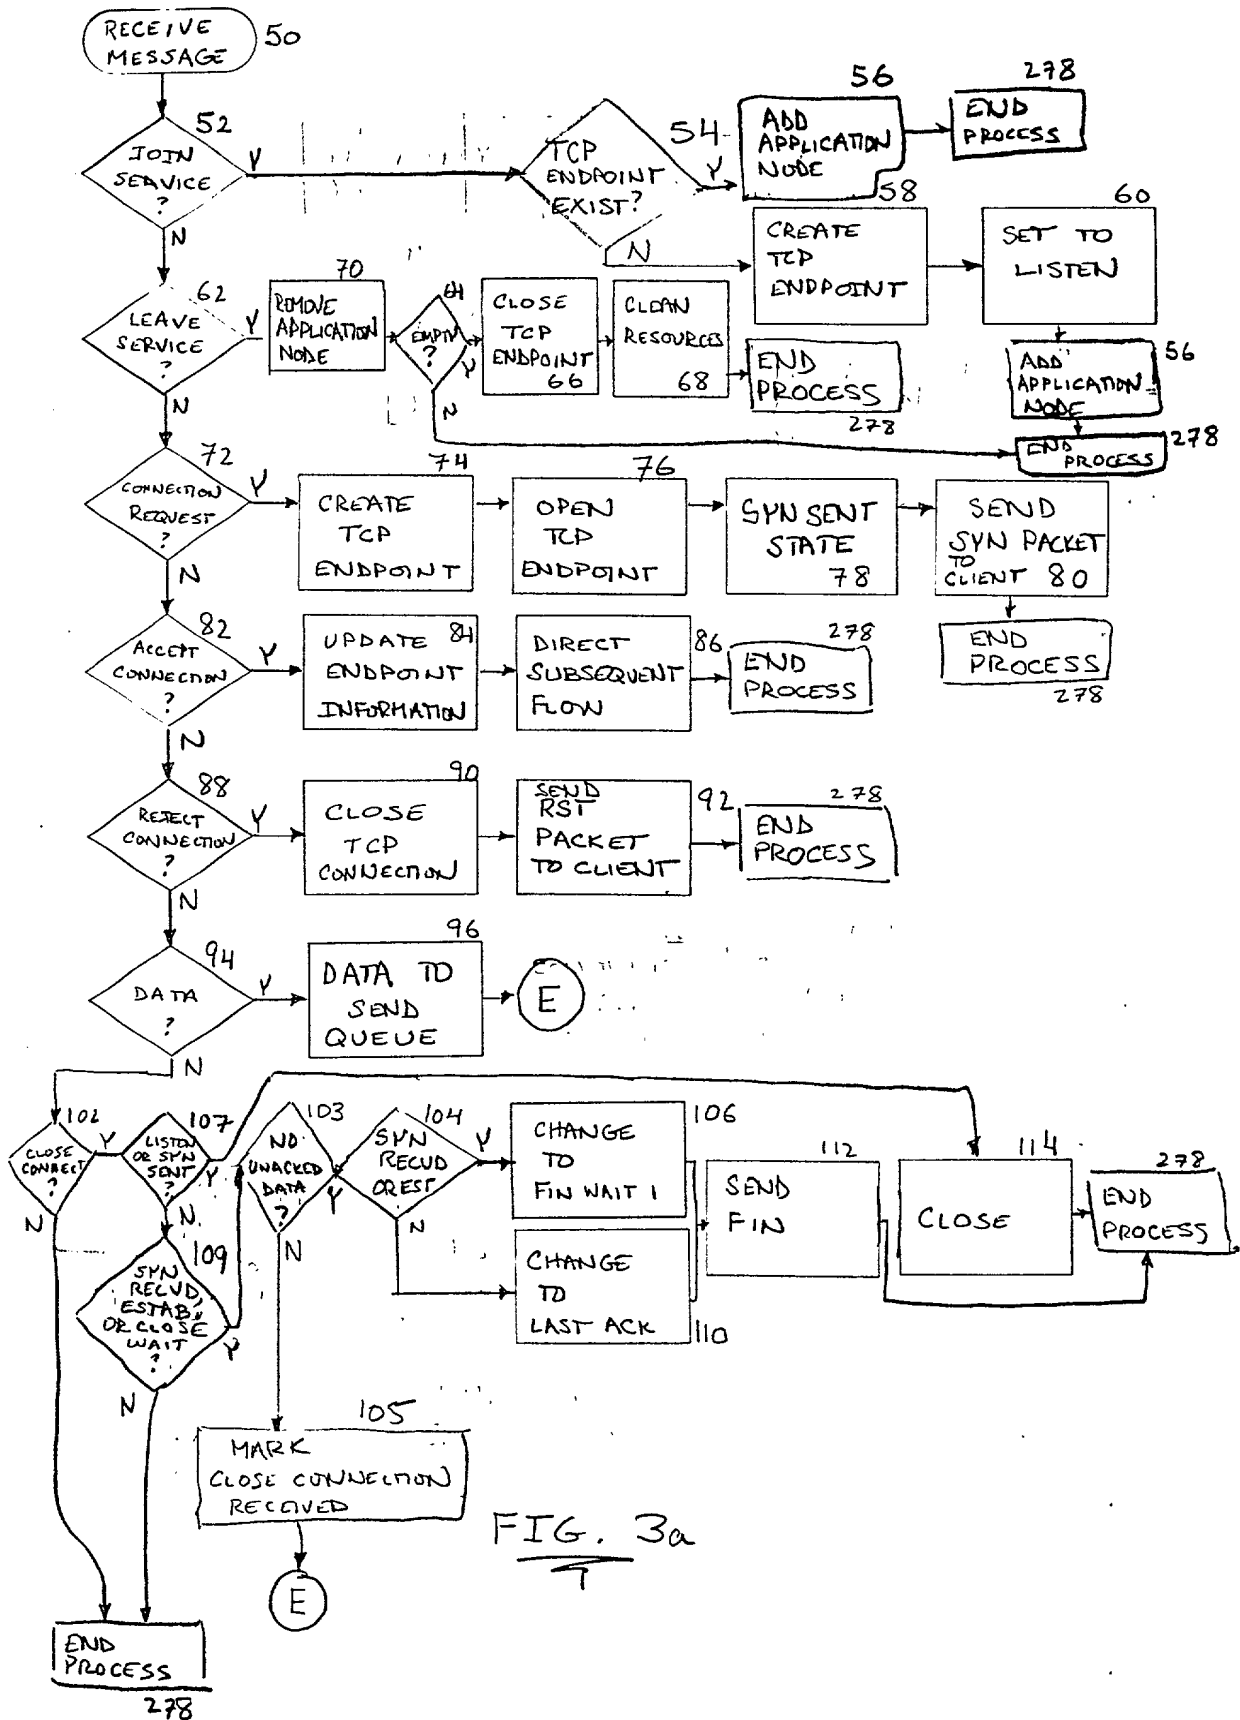 RECEIVE
MESSAGE
50
52
JOIN
SERVICE
?
Y
N
TCP
ENDPOINT
EXIST?
54
Y
N
56
ADD
APPLICATION
NODE
278
END
PROCESS
58
CREATE
TCP
ENDPOINT
60
SET TO
LISTEN
56
ADD
APPLICATION
NODE
278
END
PROCESS
62
LEAVE
SERVICE
?
Y
N
70
REMOVE
APPLICATION
NODE
64
EMPTY
?
Y
N
CLOSE
TCP
ENDPOINT
66
CLEAN
RESOURCES
68
END
PROCESS
278
72
CONNECTION
REQUEST
?
Y
N
74
CREATE
TCP
ENDPOINT
76
OPEN
TCP
ENDPOINT
SYN SENT
STATE
78
SEND
SYN PACKET
TO
CLIENT 80
END
PROCESS
278
82
ACCEPT
CONNECTION
?
Y
N
UPDATE 84
ENDPOINT
INFORMATION
DIRECT
SUBSEQUENT
FLOW
86
278
END
PROCESS
88
REJECT
CONNECTION
?
Y
N
90
CLOSE
TCP
CONNECTION
SEND
RST
PACKET
TO CLIENT
92
278
END
PROCESS
94
DATA
?
Y
N
96
DATA TO
SEND
QUEUE
E
102
CLOSE
CONNECT
?
Y
N
107
LISTEN
OR SYN
SENT
?
Y
N
109
SYN
RECVD,
ESTAB,
OR CLOSE
WAIT
?
Y
N
103
NO
UNACKED
DATA
?
Y
N
104
SYN
RECVD
OR EST
Y
N
106
CHANGE
TO
FIN WAIT 1
CHANGE
TO
LAST ACK
110
112
SEND
FIN
114
CLOSE
278
END
PROCESS
105
MARK
CLOSE CONNECTION
RECEIVED
E
END
PROCESS
278
FIG. 3a